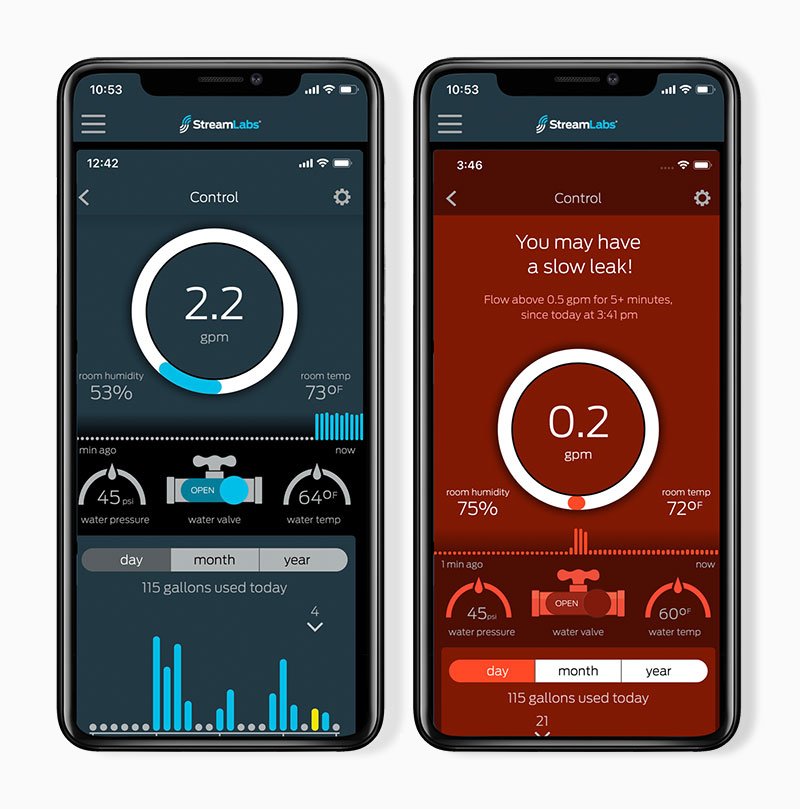 10:53
StreamLabs
12:42
Control
2.2
gpm
room humidity
53%
room temp
73°F
min ago
now
45 psi
water pressure
OPEN
water valve
64°F
water temp
day month year
115 gallons used today
4
10:53
StreamLabs
3:46
Control
You may have
a slow leak!
Flow above 0.5 gpm for 5+ minutes,
since today at 3:41 pm
0.2
gpm
room humidity
75%
room temp
72°F
1 min ago
now
45psi
water pressure
OPEN
water valve
60°F
water temp
day month year
115 gallons used today
21